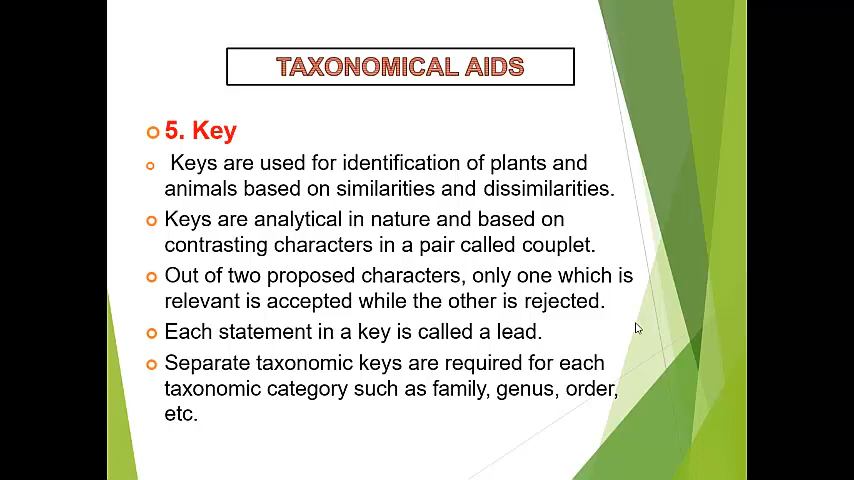 TAXONOMICAL AIDS
5. Key
Keys are used for identification of plants and
animals based on similarities and dissimilarities.
Keys are analytical in nature and based on
contrasting characters in a pair called couplet.
Out of two proposed characters, only one which is
relevant is accepted while the other is rejected.
Each statement in a key is called a lead.
Separate taxonomic keys are required for each
taxonomic category such as family, genus, order,
etc.